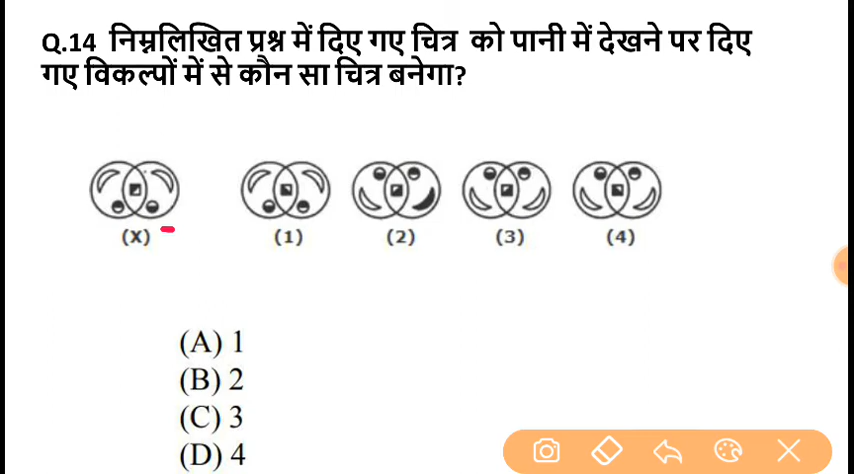 Q.14 निम्नलिखित प्रश्न में दिए गए चित्र को पानी में देखने पर दिए
गए विकल्पों में से कौन सा चित्र बनेगा?
(X) (1) (2) (3) (4)
(A) 1
(B) 2
(C) 3
(D) 4